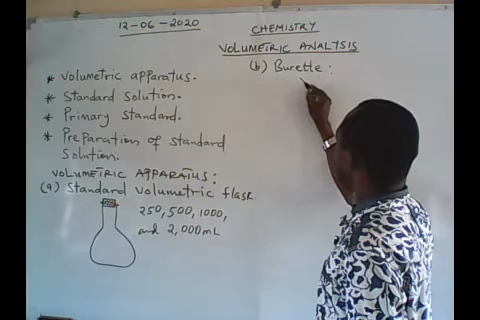 12-06-2020
CHEMISTRY
VOLUMETRIC ANALYSIS
* Volumetric apparatus.
* Standard Solution.
* Primary Standard.
* Preparation of Standard
Solution.
VOLUMETRIC APPARATUS:
(a) Standard Volumetric flask
250, 500, 1000,
and 2,000mL
(b) Burette: